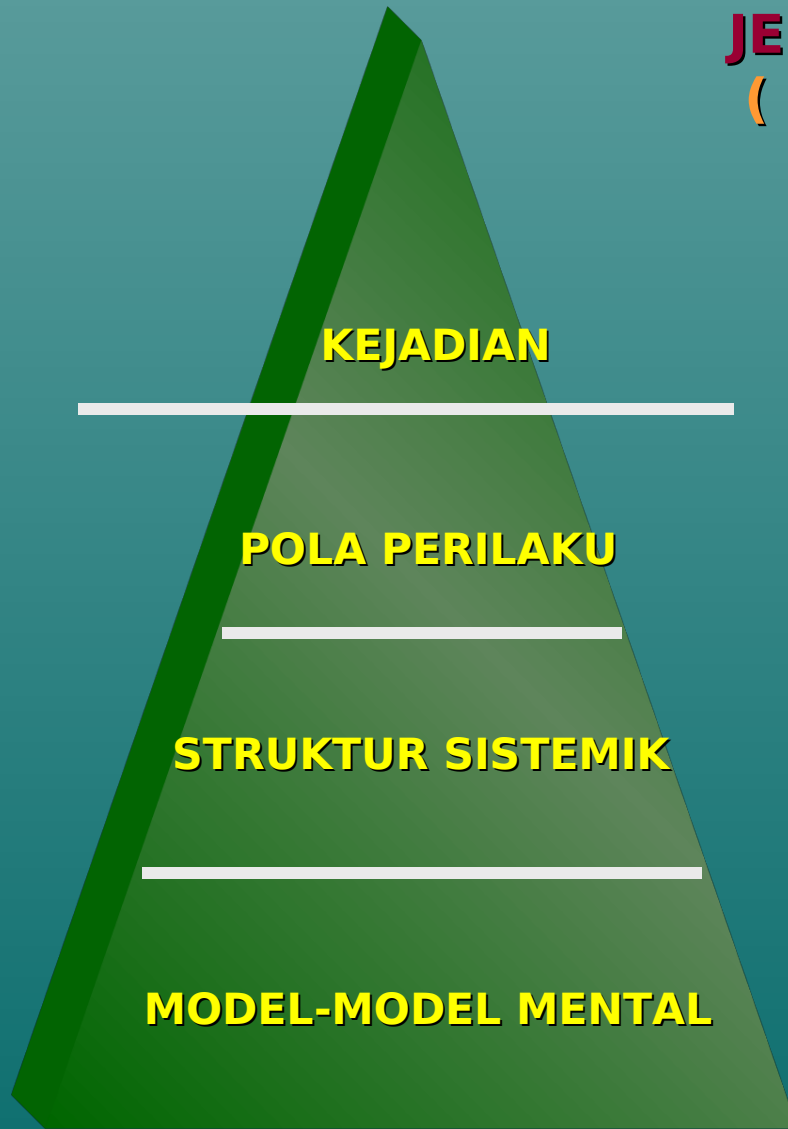 JE
(
KEJADIAN
POLA PERILAKU
STRUKTUR SISTEMIK
MODEL-MODEL MENTAL